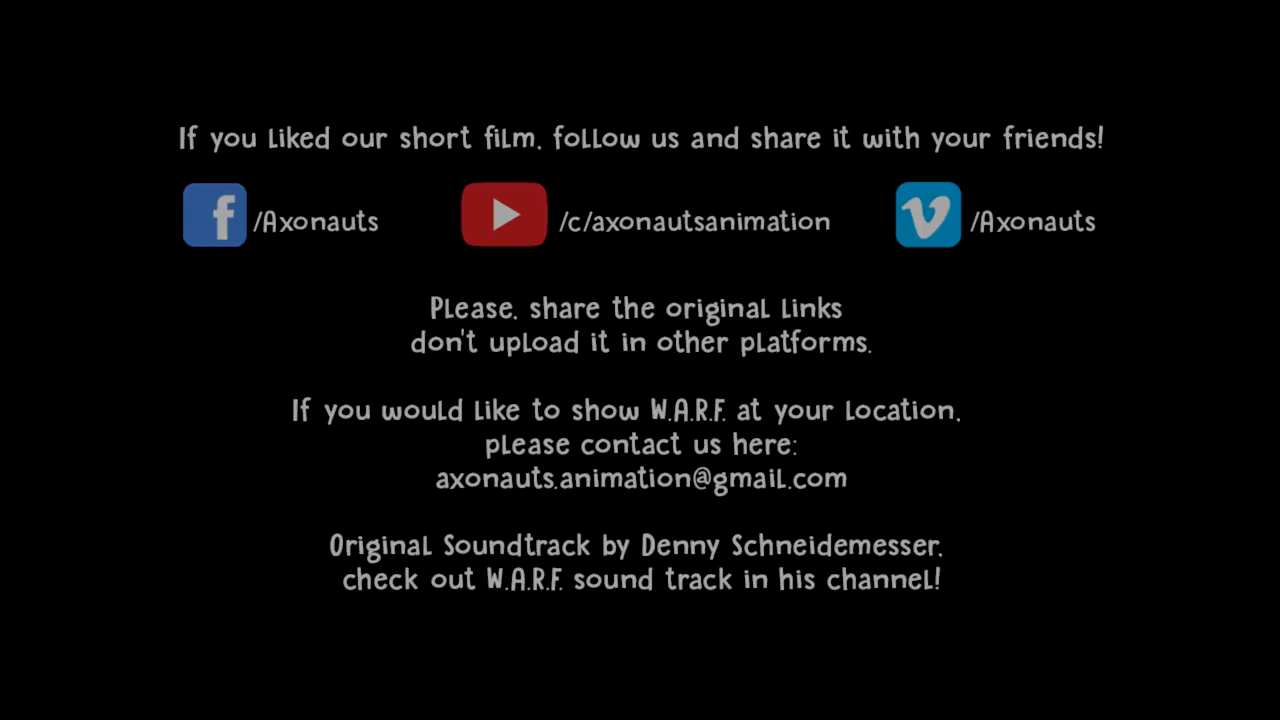 If you liked our short film, follow us and share it with your friends!
f /Axonauts /c/axonautsanimation v /Axonauts
Please, share the original links
don't upload it in other platforms.
If you would like to show W.A.R.F. at your location,
please contact us here:
axonauts.animation@gmail.com
Original Soundtrack by Denny Schneidemesser,
check out W.A.R.F. sound track in his channel!